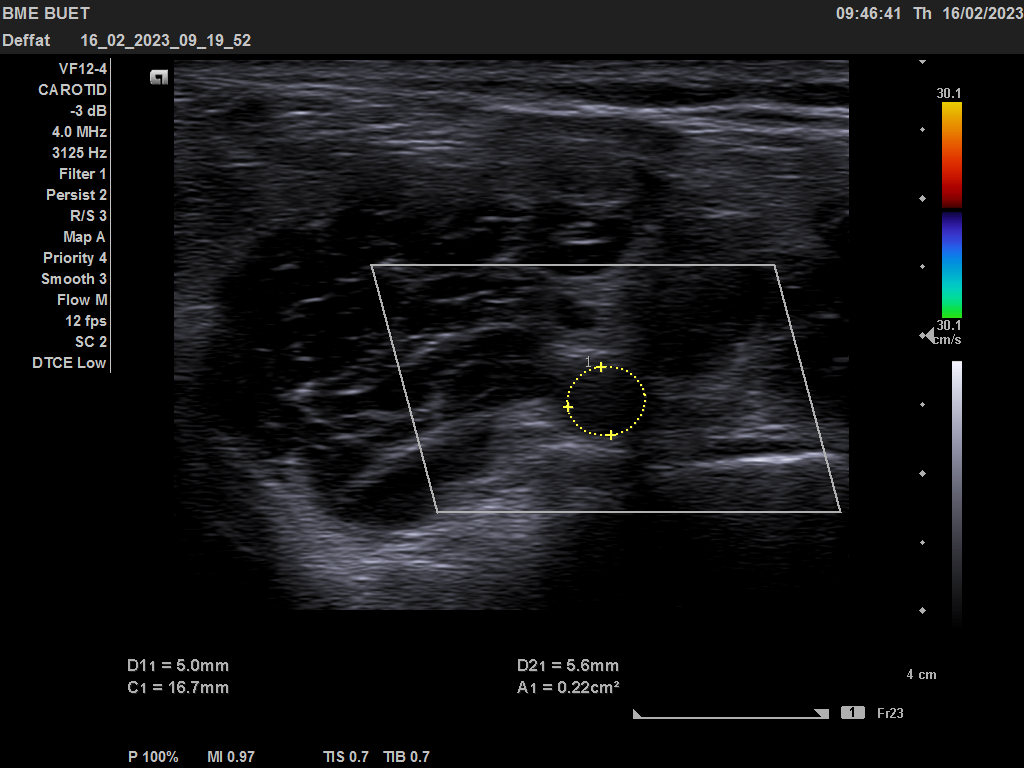 BME BUET
09:46:41 Th 16/02/2023
Deffat 16_02_2023_09_19_52
VF12-4
CAROTID
-3 dB
4.0 MHz
3125 Hz
Filter 1
Persist 2
R/S 3
Map A
Priority 4
Smooth 3
Flow M
12 fps
SC 2
DTCE Low
30.1
30.1
cm/s
1
D11 = 5.0mm
D21 = 5.6mm
C1 = 16.7mm
A1 = 0.22cm²
4 cm
1 Fr23
P 100% MI 0.97 TIS 0.7 TIB 0.7